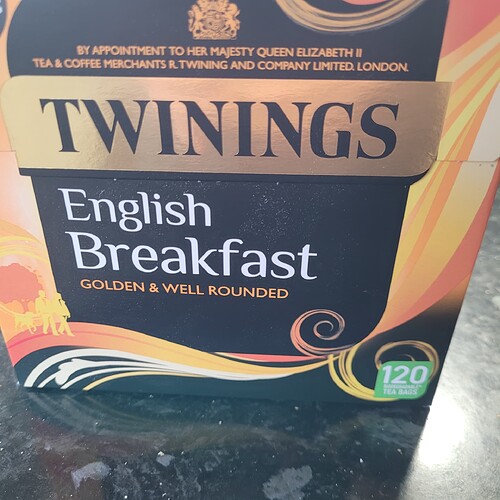 BY APPOINTMENT TO HER MAJESTY QUEEN ELIZABETH II
TEA & COFFEE MERCHANTS R. TWINING AND COMPANY LIMITED. LONDON.
TWININGS
English
Breakfast
GOLDEN & WELL ROUNDED
120
BIODEGRADABLE*
TEA BAGS